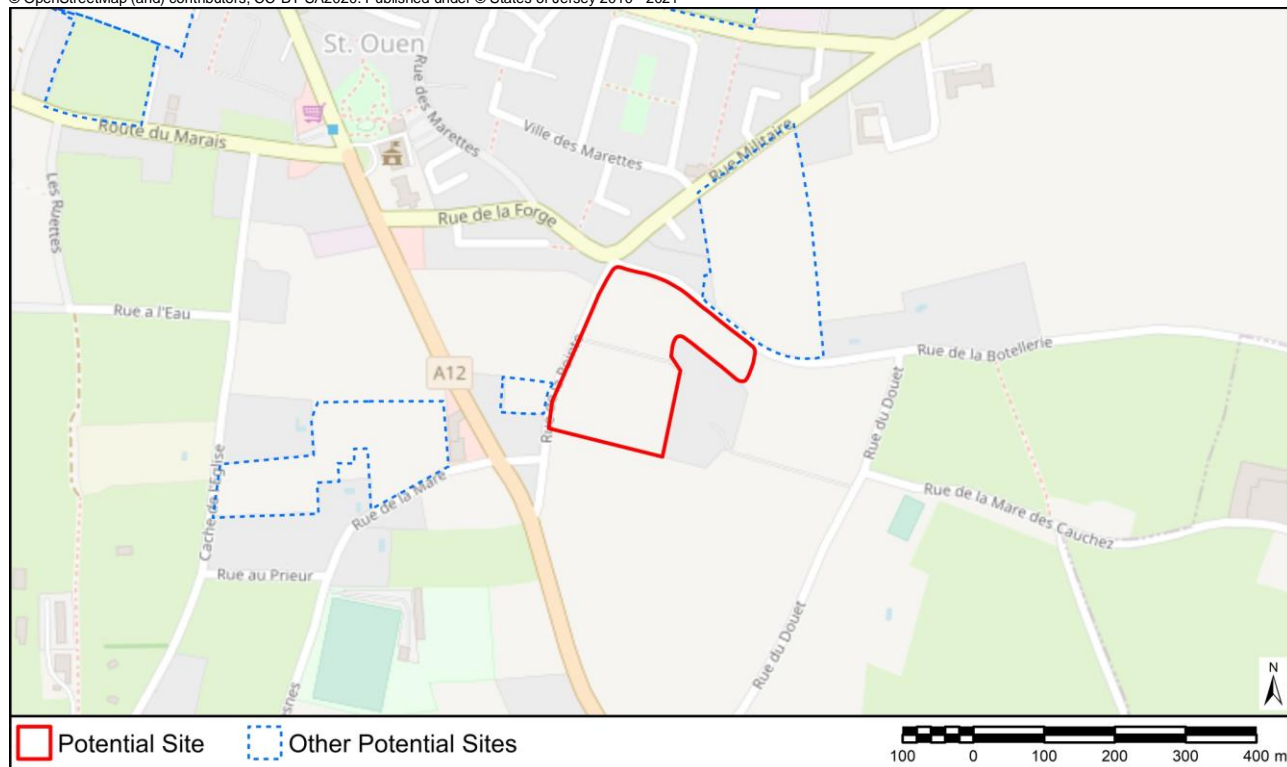 St. Ouen
Rue des Marettes
Route du Marais
Ville des Marettes
Rue Militaire
Les Ruettes
Rue de la Forge
Rue a l'Eau
A12
Rue de la Botellerie
Rue du Douet
Cache de l'Eglise
Rue de la Mare
Rue de la Mare des Cauchez
Rue au Prieur
Rue du Douet
N
Potential Site
Other Potential Sites
100 0 100 200 300 400 m